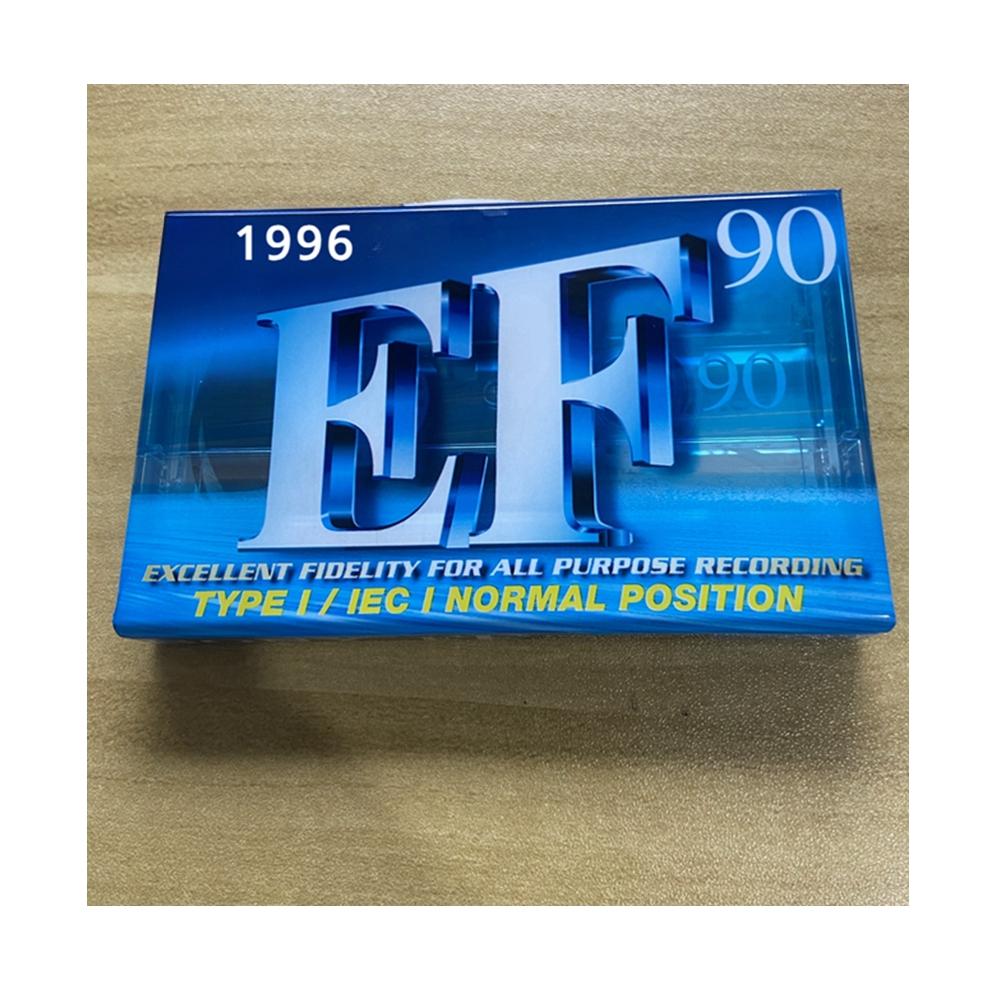 1996
90
EF
90
EXCELLENT FIDELITY FOR ALL PURPOSE RECORDING
TYPE I / IEC I NORMAL POSITION